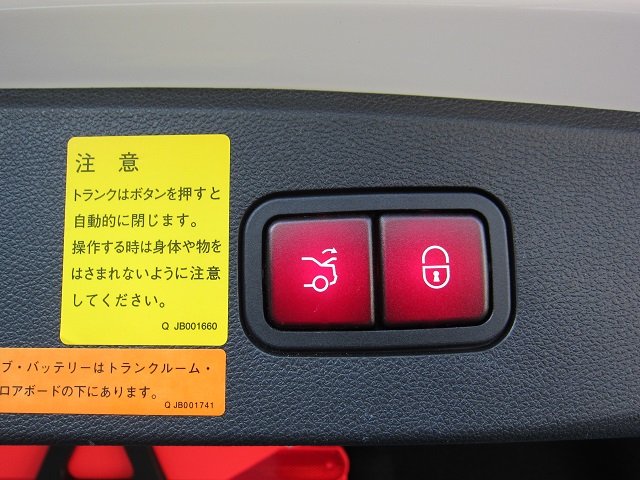 注 意
トランクはボタンを押すと
自動的に閉じます。
操作する時は身体や物を
はさまれないように注意
してください。
Q JB001660
ブ・バッテリーはトランクルーム・
ロアボードの下にあります。
Q JB001741